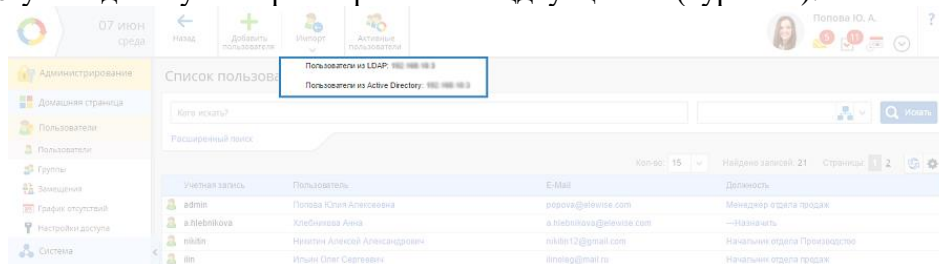 07 июн
среда
Назад
Добавить пользователя
Импорт
Активные пользователи
Попова Ю. А.
5
11
?
Пользователи из LDAP:
Пользователи из Active Directory:
Администрирование
Список пользова
Домашняя страница
Кого искать?
Искать
Пользователи
Расширенный поиск
Пользователи
Группы
Кол-во: 15 Найдено записей: 21 Страницы: 1 2
Замещения
Учетная запись Пользователь E-Mail Должность
График отсутствий
admin Попова Юлия Алексеевна popova@elewise.com Менеджер отдела продаж
Настройки доступа
a.hlebnikova Хлебникова Анна a.hlebnikova@elewise.com —Назначить
nikitin Никитин Алексей Александрович nikitin12@gmail.com Начальник отдела Производство
Система
ilin Ильин Олег Сергеевич ilinoleg@mail.ru Начальник отдела продаж